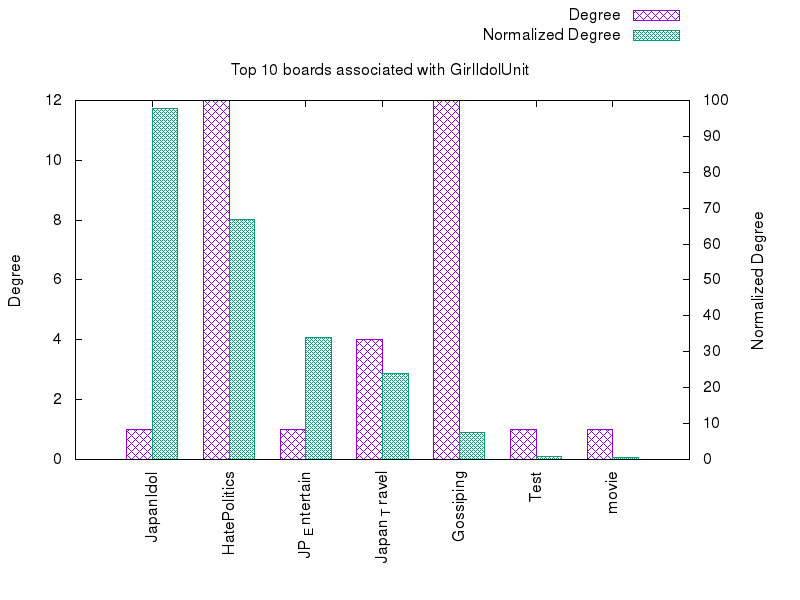 Degree
Normalized Degree
Top 10 boards associated with GirlIdolUnit
12
10
8
6
4
2
0
100
90
80
70
60
50
40
30
20
10
0
Degree
Normalized Degree
JapanIdol
HatePolitics
JP E ntertain
Japan T ravel
Gossiping
Test
movie